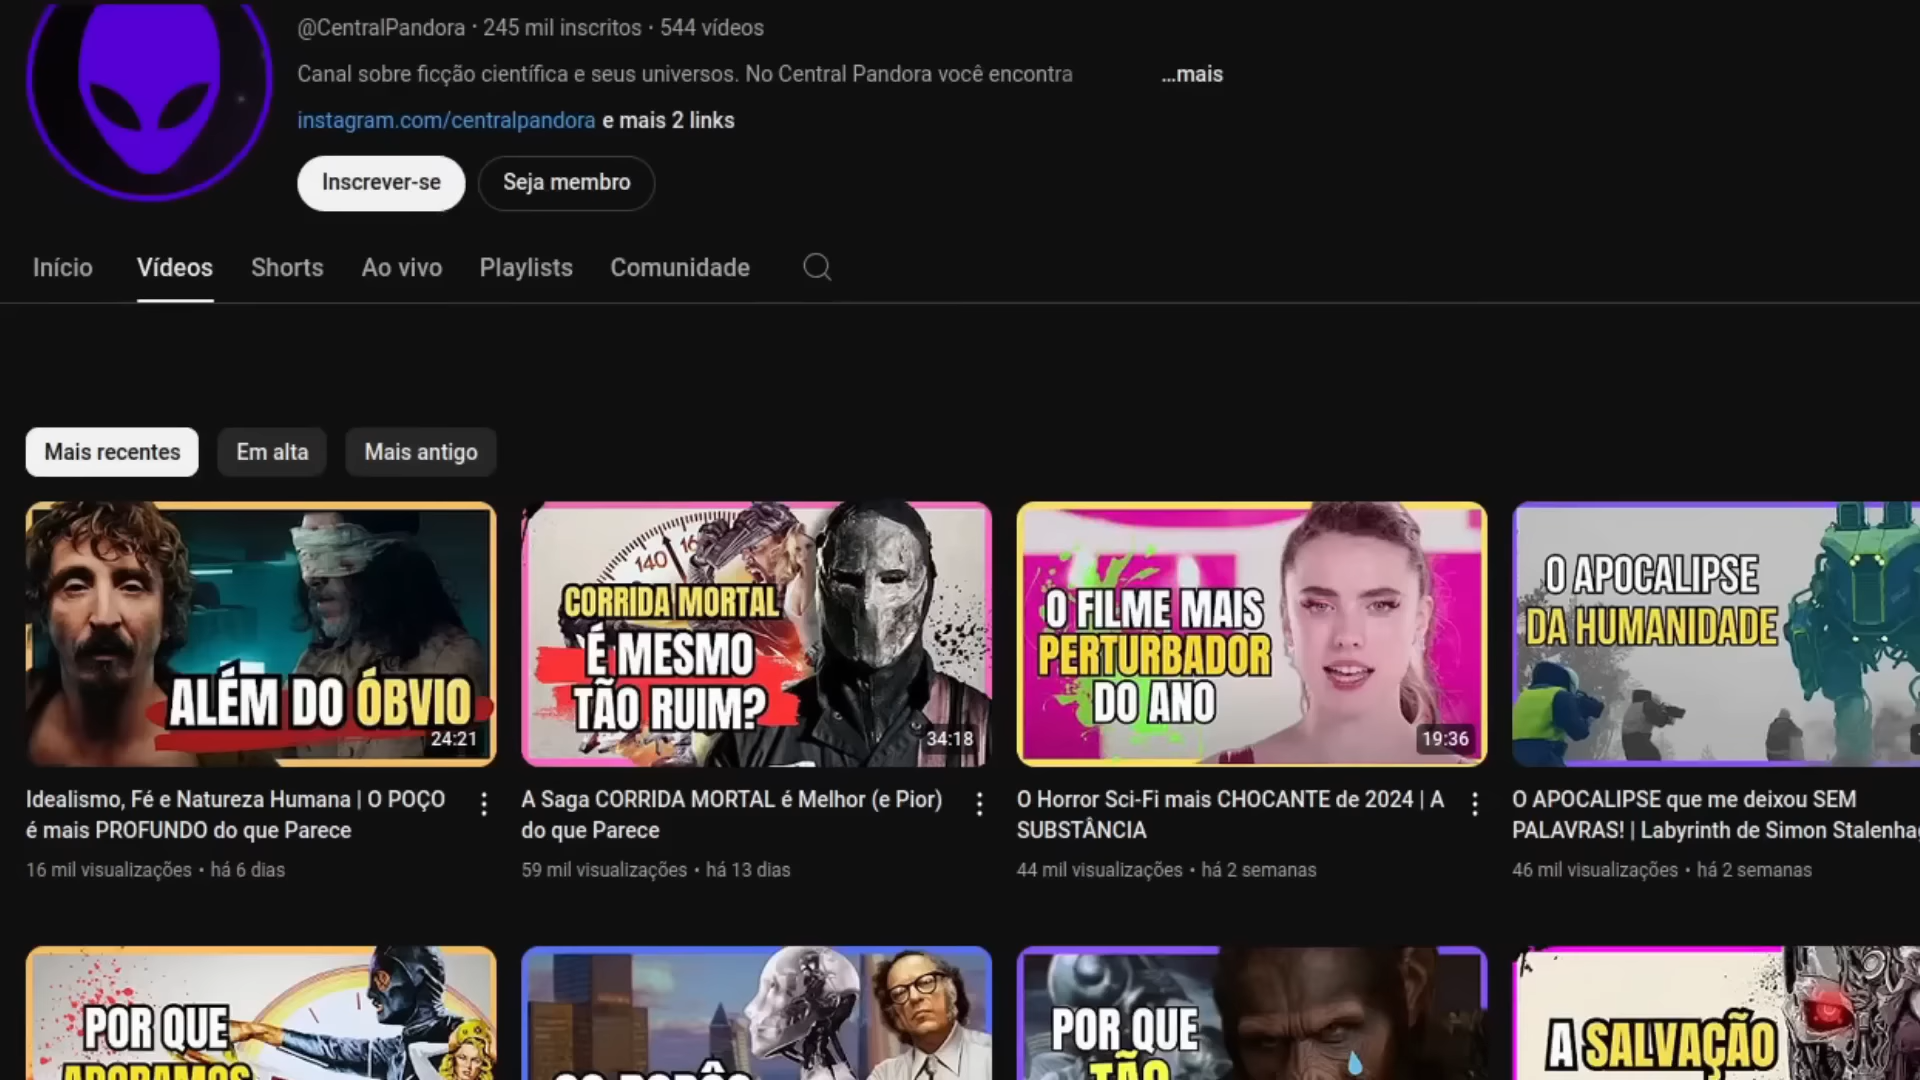 @CentralPandora · 245 mil inscritos · 544 vídeos
Canal sobre ficção científica e seus universos. No Central Pandora você encontra ...mais
instagram.com/centralpandora e mais 2 links
Inscrever-se Seja membro
Início Vídeos Shorts Ao vivo Playlists Comunidade
Mais recentes Em alta Mais antigo
ALÉM DO ÓBVIO
24:21
Idealismo, Fé e Natureza Humana | O POÇO
é mais PROFUNDO do que Parece
16 mil visualizações • há 6 dias
140 16
CORRIDA MORTAL
É MESMO
TÃO RUIM?
34:18
A Saga CORRIDA MORTAL é Melhor (e Pior)
do que Parece
59 mil visualizações • há 13 dias
O FILME MAIS
PERTURBADOR
DO ANO
19:36
O Horror Sci-Fi mais CHOCANTE de 2024 | A
SUBSTÂNCIA
44 mil visualizações • há 2 semanas
O APOCALIPSE
DA HUMANIDADE
O APOCALIPSE que me deixou SEM
PALAVRAS! | Labyrinth de Simon Stalenhag
46 mil visualizações • há 2 semanas
POR QUE
ADORAMOS
POR QUE
TÃO
A SALVAÇÃO